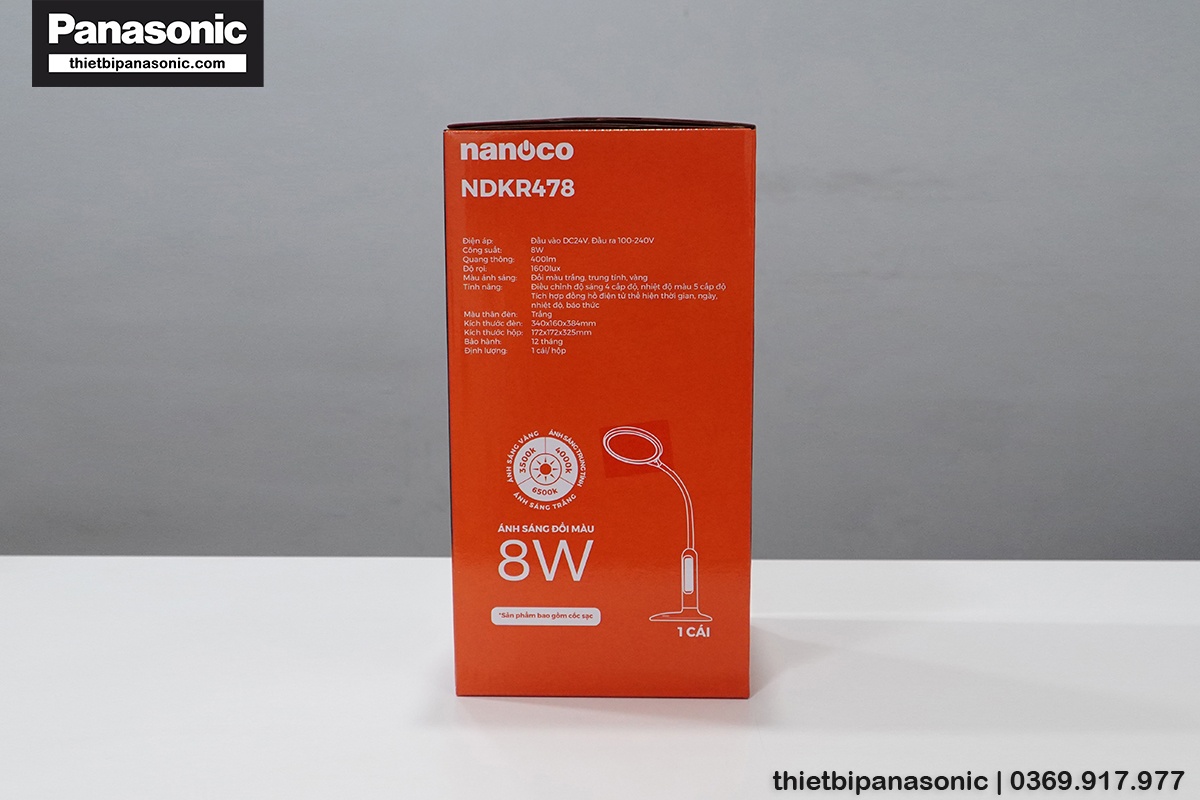 Panasonic
thietbipanasonic.com
nanoco
NDKR478
Điện áp: Đầu vào DC24V, Đầu ra 100-240V
Công suất: 8W
Quang thông: 400lm
Độ rọi: 1600lux
Màu ánh sáng: Đổi màu trắng, trung tính, vàng
Tính năng: Điều chỉnh độ sáng 4 cấp độ, nhiệt độ màu 5 cấp độ
Tích hợp đồng hồ điện tử thể hiện thời gian, ngày,
nhiệt độ, báo thức
Màu thân đèn: Trắng
Kích thước đèn: 340x160x384mm
Kích thước hộp: 172x172x325mm
Bảo hành: 12 tháng
Định lượng: 1 cái/ hộp
ÁNH SÁNG VÀNG
ÁNH SÁNG TRUNG TÍNH
3500k
4000k
6500k
ÁNH SÁNG TRẮNG
ÁNH SÁNG ĐỔI MÀU
8W
*Sản phẩm bao gồm cốc sạc
1 CÁI
thietbipanasonic | 0369.917.977